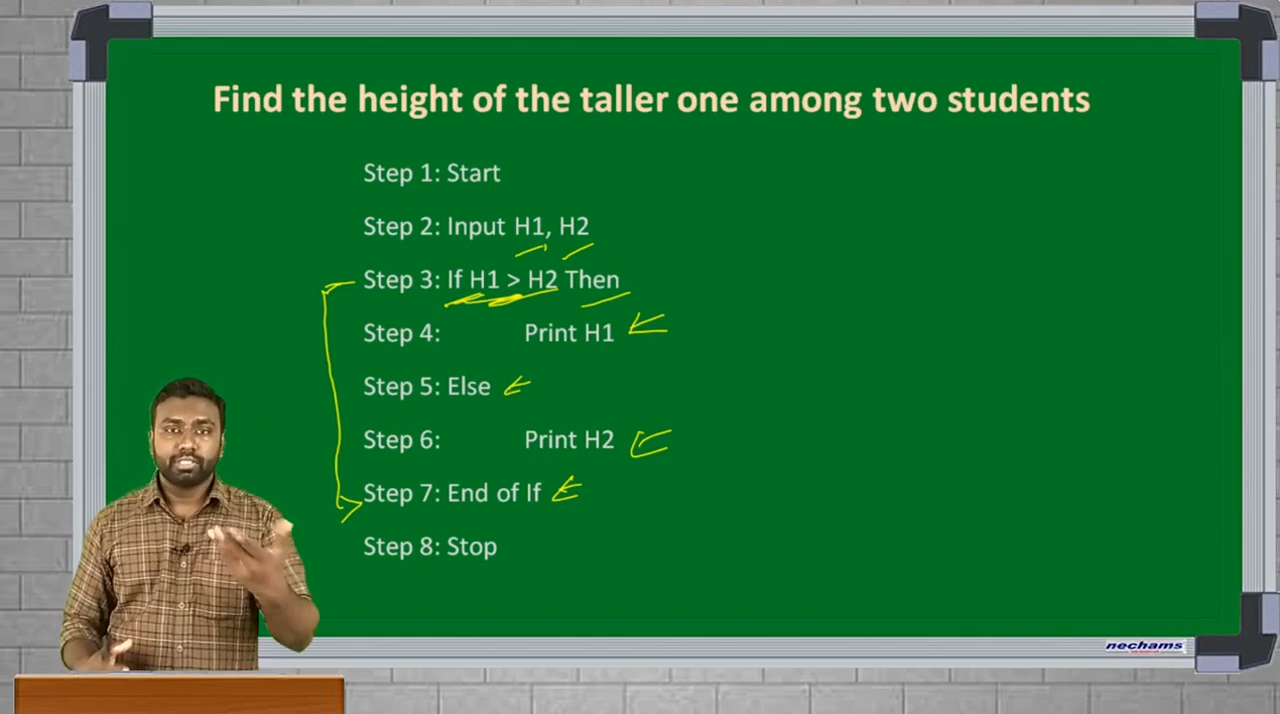 Find the height of the taller one among two students
Step 1: Start
Step 2: Input H1, H2
Step 3: If H1 > H2 Then
Step 4: Print H1
Step 5: Else
Step 6: Print H2
Step 7: End of If
Step 8: Stop
nechams